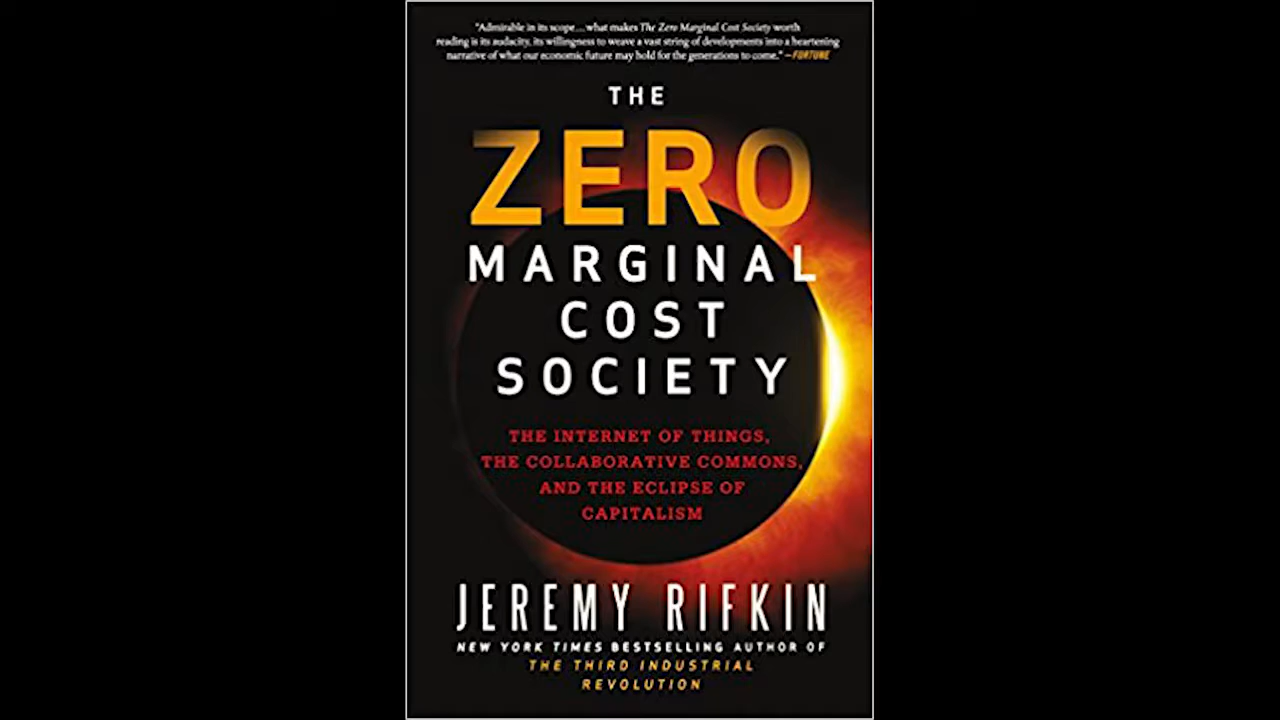 "Admirable in its scope....what makes The Zero Marginal Cost Society worth
reading is its audacity, its willingness to weave a vast string of developments into a heartening
narrative of what our economic future may hold for the generations to come." —FORTUNE
THE
ZERO
MARGINAL
COST
SOCIETY
THE INTERNET OF THINGS,
THE COLLABORATIVE COMMONS,
AND THE ECLIPSE OF
CAPITALISM
JEREMY RIFKIN
NEW YORK TIMES BESTSELLING AUTHOR OF
THE THIRD INDUSTRIAL
REVOLUTION